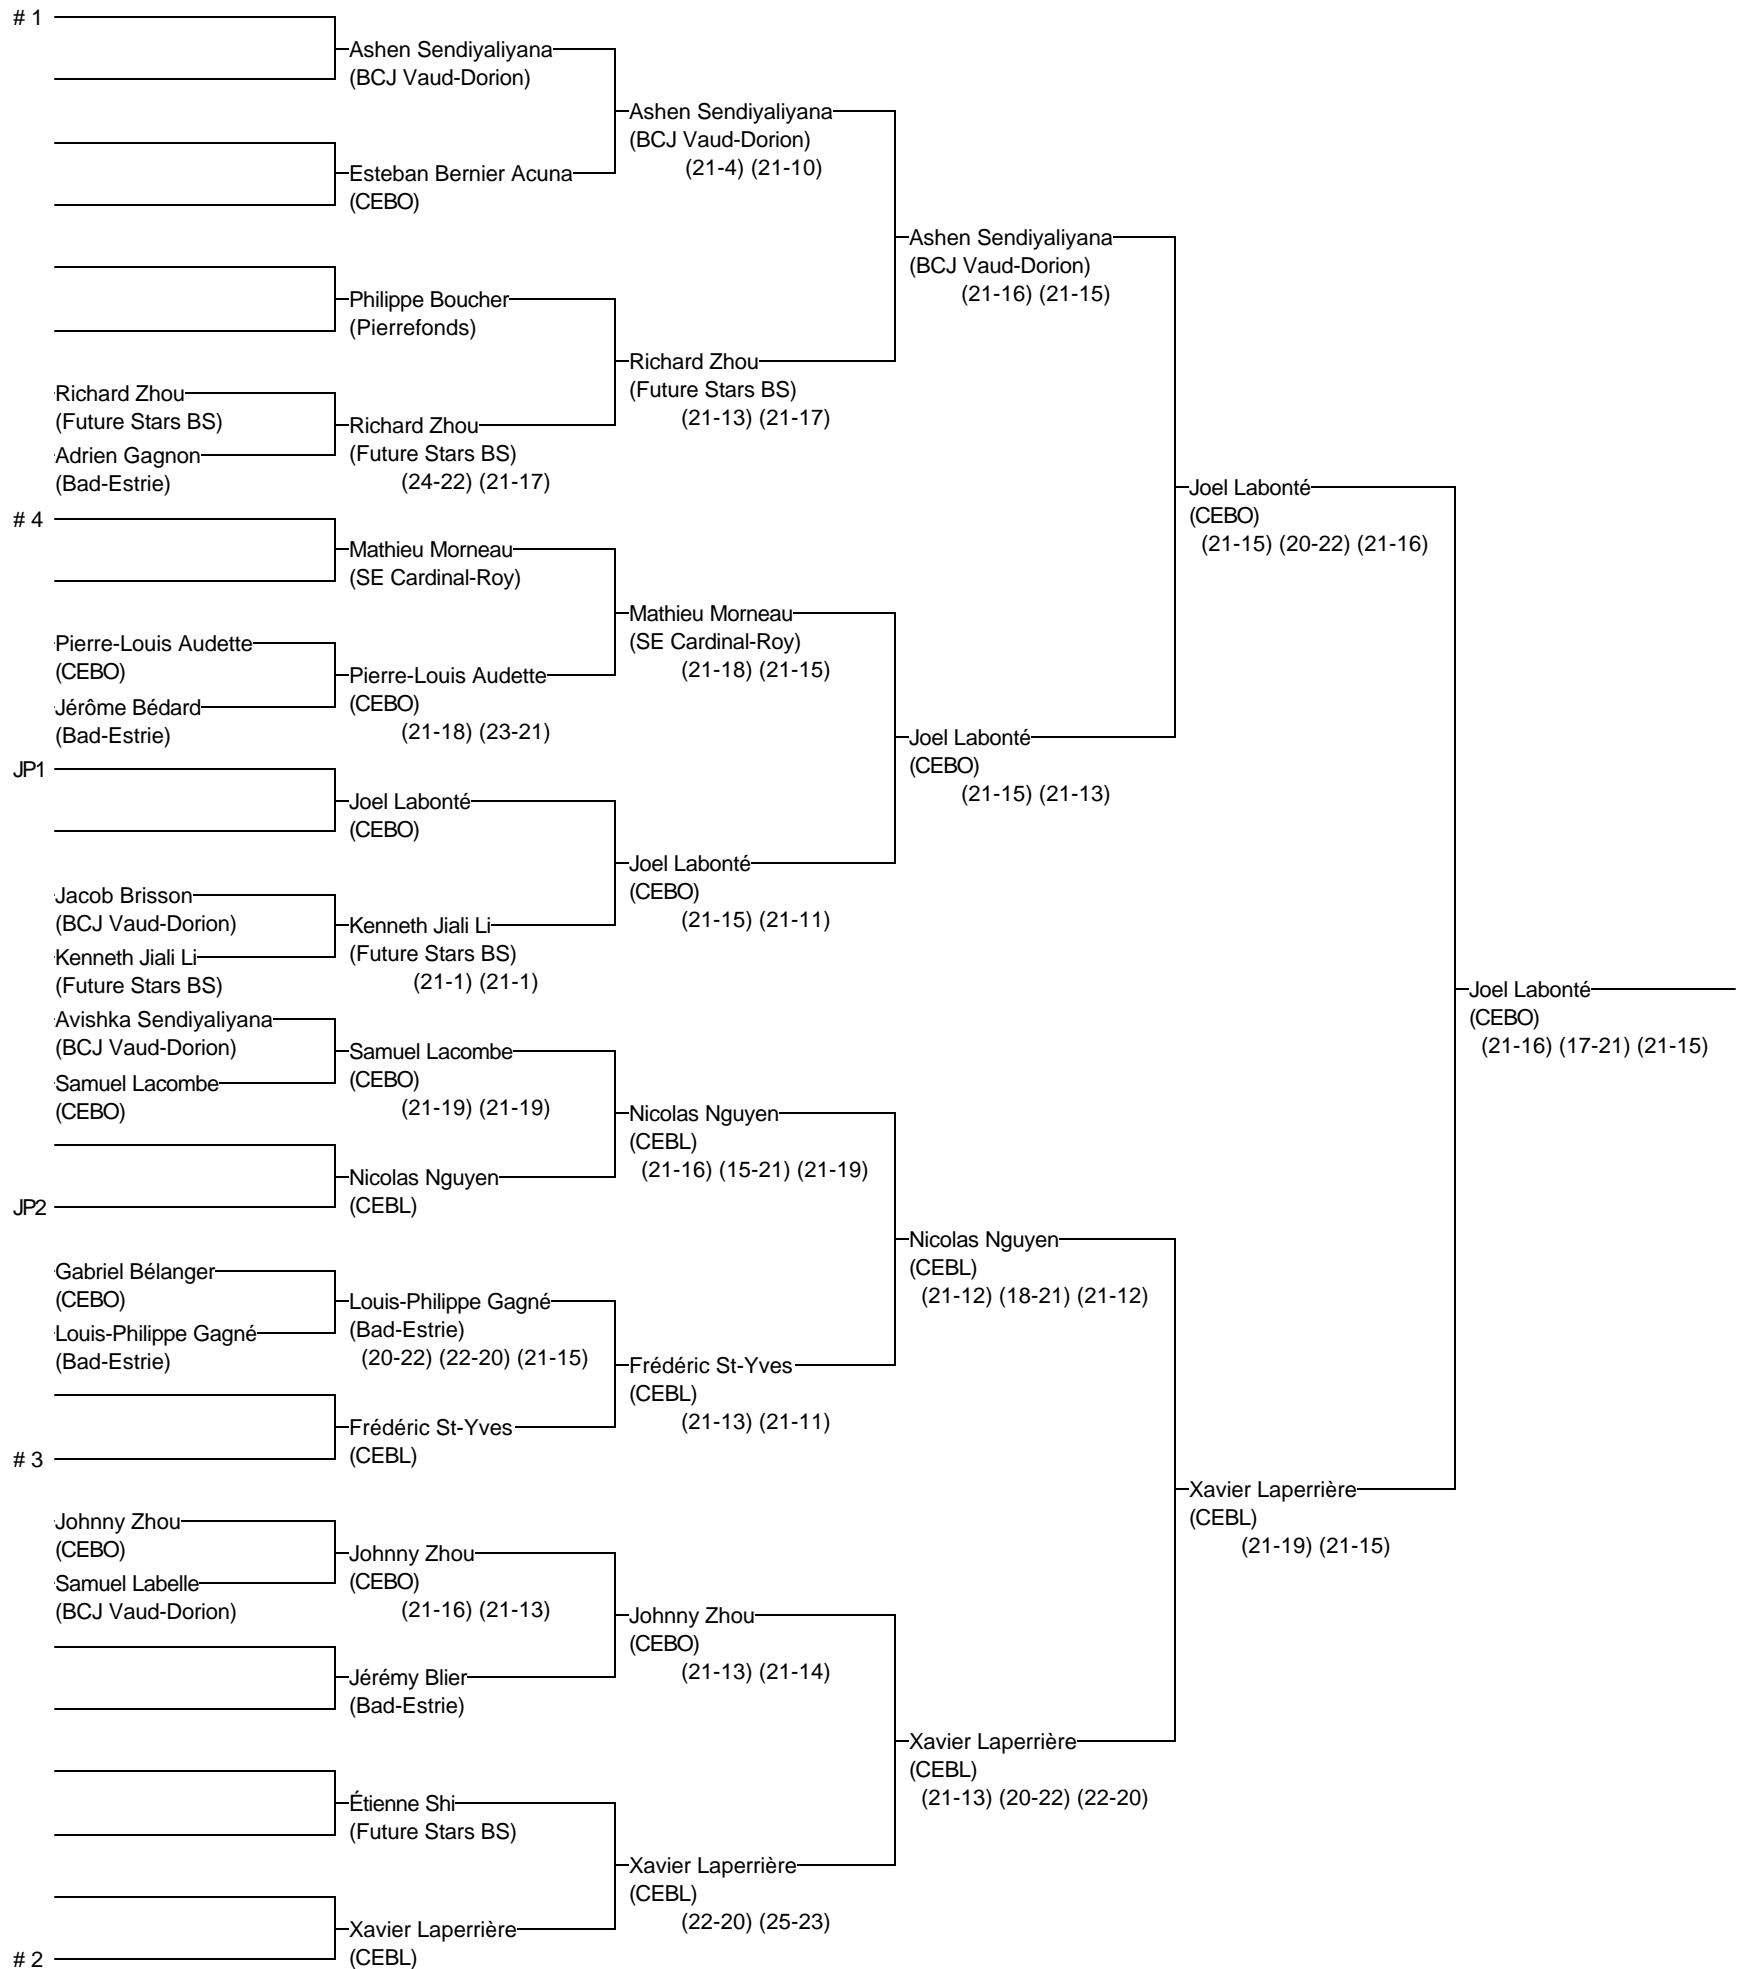 # 1
Ashen Sendiyaliyana
(BCJ Vaud-Dorion)
Ashen Sendiyaliyana
(BCJ Vaud-Dorion)
(21-4) (21-10)
Esteban Bernier Acuna
(CEBO)
Ashen Sendiyaliyana
(BCJ Vaud-Dorion)
(21-16) (21-15)
Philippe Boucher
(Pierrefonds)
Richard Zhou
(Future Stars BS)
(21-13) (21-17)
Richard Zhou
(Future Stars BS)
Richard Zhou
(Future Stars BS)
(24-22) (21-17)
Adrien Gagnon
(Bad-Estrie)
Joel Labonté
(CEBO)
(21-15) (20-22) (21-16)
# 4
Mathieu Morneau
(SE Cardinal-Roy)
Mathieu Morneau
(SE Cardinal-Roy)
(21-18) (21-15)
Pierre-Louis Audette
(CEBO)
Pierre-Louis Audette
(CEBO)
(21-18) (23-21)
Jérôme Bédard
(Bad-Estrie)
Joel Labonté
(CEBO)
(21-15) (21-13)
JP1
Joel Labonté
(CEBO)
Joel Labonté
(CEBO)
(21-15) (21-11)
Jacob Brisson
(BCJ Vaud-Dorion)
Kenneth Jiali Li
(Future Stars BS)
(21-1) (21-1)
Kenneth Jiali Li
(Future Stars BS)
Joel Labonté
(CEBO)
(21-16) (17-21) (21-15)
Avishka Sendiyaliyana
(BCJ Vaud-Dorion)
Samuel Lacombe
(CEBO)
(21-19) (21-19)
Samuel Lacombe
(CEBO)
Nicolas Nguyen
(CEBL)
(21-16) (15-21) (21-19)
Nicolas Nguyen
(CEBL)
JP2
Nicolas Nguyen
(CEBL)
(21-12) (18-21) (21-12)
Gabriel Bélanger
(CEBO)
Louis-Philippe Gagné
(Bad-Estrie)
(20-22) (22-20) (21-15)
Louis-Philippe Gagné
(Bad-Estrie)
Frédéric St-Yves
(CEBL)
(21-13) (21-11)
Frédéric St-Yves
(CEBL)
# 3
Xavier Laperrière
(CEBL)
(21-19) (21-15)
Johnny Zhou
(CEBO)
Johnny Zhou
(CEBO)
(21-16) (21-13)
Samuel Labelle
(BCJ Vaud-Dorion)
Johnny Zhou
(CEBO)
(21-13) (21-14)
Jérémy Blier
(Bad-Estrie)
Xavier Laperrière
(CEBL)
(21-13) (20-22) (22-20)
Étienne Shi
(Future Stars BS)
Xavier Laperrière
(CEBL)
(22-20) (25-23)
Xavier Laperrière
(CEBL)
# 2